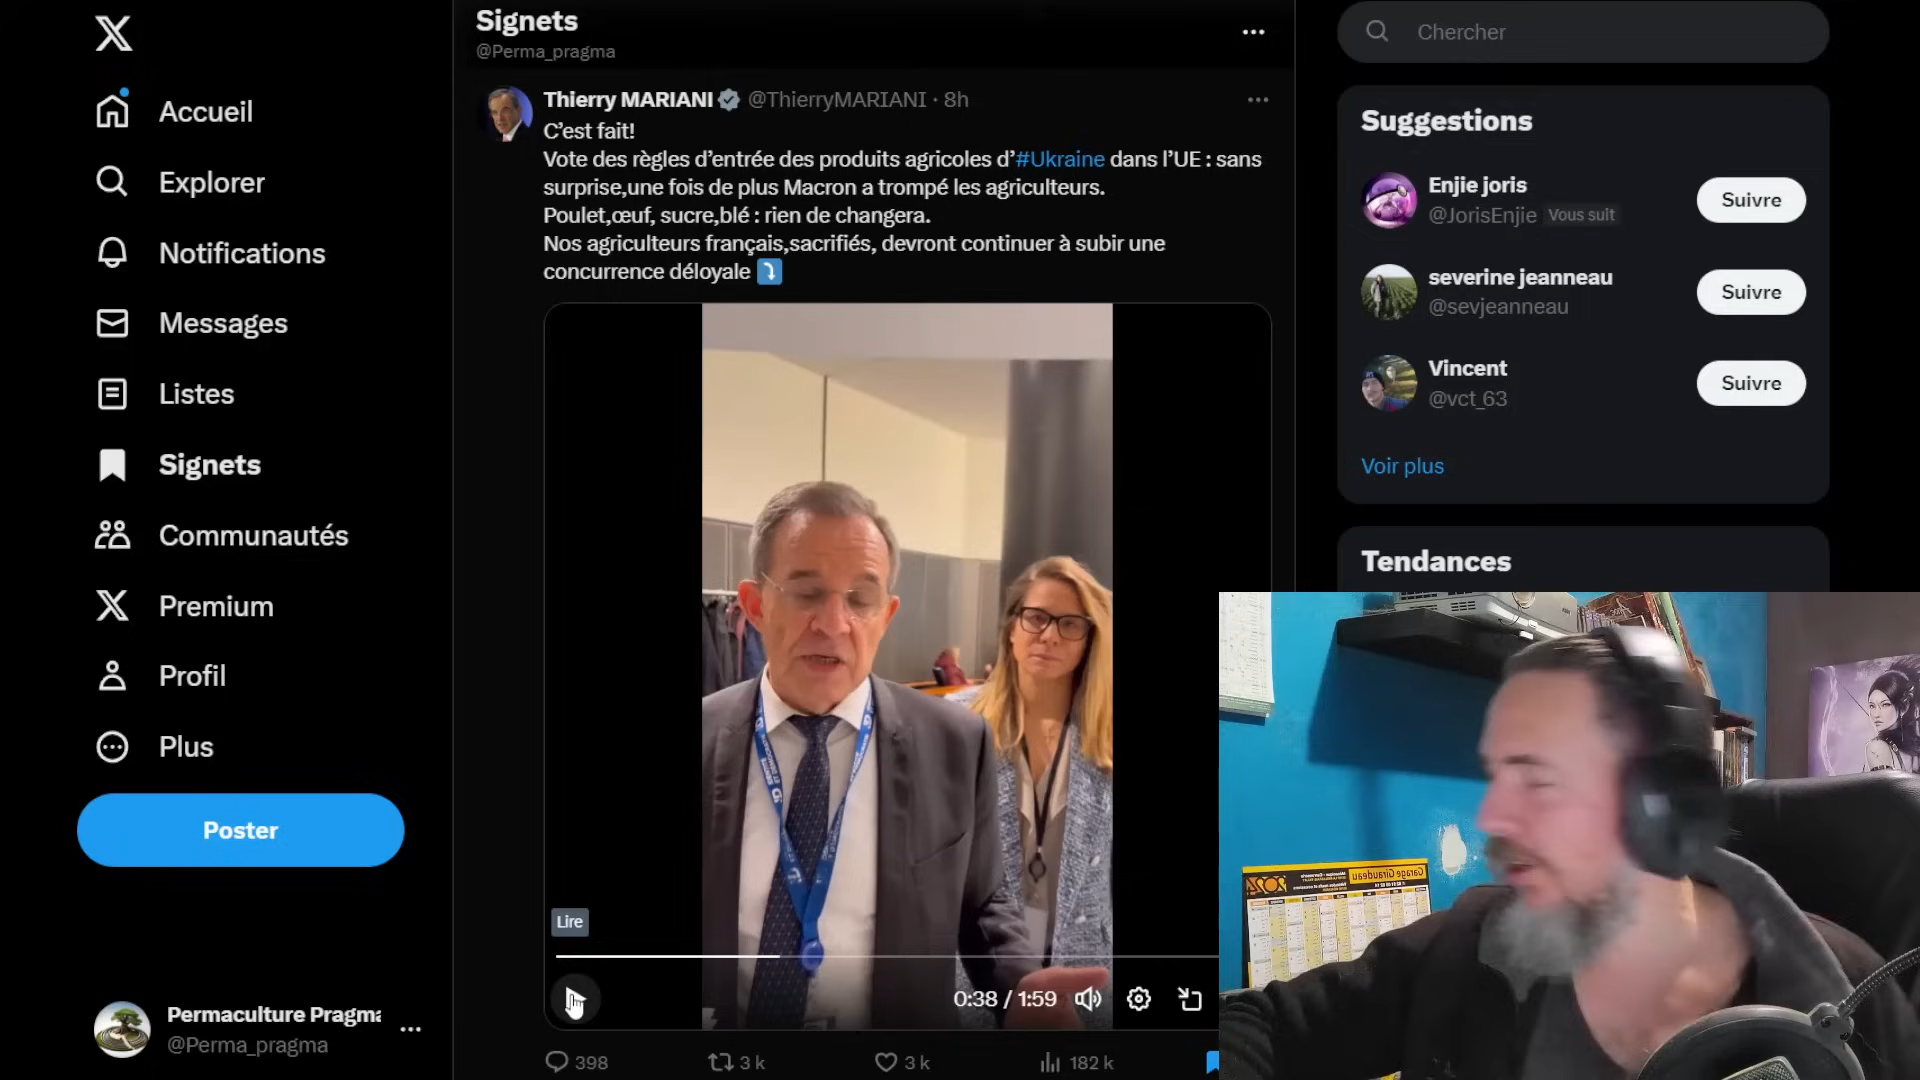 Accueil
Explorer
Notifications
Messages
Listes
Signets
Communautés
Premium
Profil
Plus
Poster
Permaculture Pragma
@Perma_pragma
Signets
@Perma_pragma
Thierry MARIANI @ThierryMARIANI · 8h
C’est fait!
Vote des règles d’entrée des produits agricoles d’#Ukraine dans l’UE : sans
surprise,une fois de plus Macron a trompé les agriculteurs.
Poulet,œuf, sucre,blé : rien de changera.
Nos agriculteurs français,sacrifiés, devront continuer à subir une
concurrence déloyale
Lire
0:38 / 1:59
398
3 k
3 k
182 k
Chercher
Suggestions
Enjie joris
@JorisEnjie Vous suit
Suivre
severine jeanneau
@sevjeanneau
Suivre
Vincent
@vct_63
Suivre
Voir plus
Tendances
Garage Giraudeau
2024